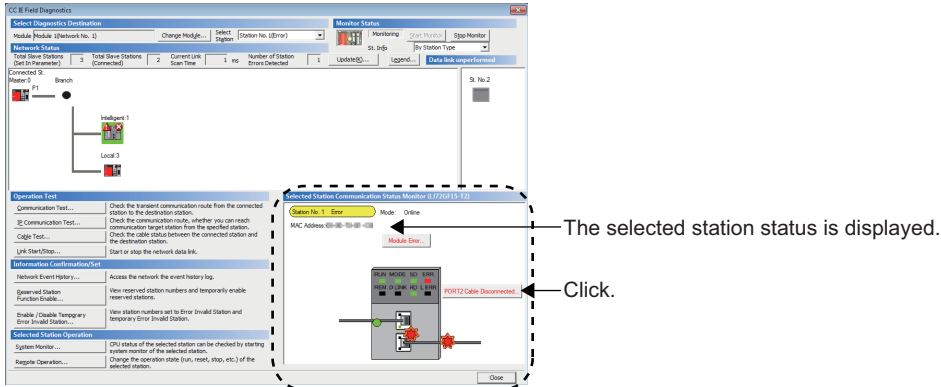 CC IE Field Diagnostics
Select Diagnostics Destination
Module Module 1(Network No. 1) Change Module... Select Station Station No. 1(Error)
Monitor Status
Monitoring Start Monitor Stop Monitor
Network Status
St. Info By Station Type
Total Slave Stations (Set In Parameter) 3 Total Slave Stations (Connected) 2 Current Link Scan Time 1 ms Number of Station Errors Detected 1
Update(K)... Legend... Data link unperformed
Connected St.
Master:0 Branch
P1
St. No.2
Intelligent:1
Local:3
Operation Test
Communication Test... Check the transient communication route from the connected
station to the destination station.
IP Communication Test... Check the communication route, whether you can reach
communication target station from the specified station.
Cable Test... Check the cable status between the connected station and
the destination station.
Link Start/Stop... Start or stop the network data link.
Information Confirmation/Set
Network Event History... Access the network the event history log.
Reserved Station Function Enable... View reserved station numbers and temporarily enable
reserved stations.
Enable / Disable Temporary Error Invalid Station... View station numbers set to Error Invalid Station and
temporary Error Invalid Station.
Selected Station Operation
System Monitor... CPU status of the selected station can be checked by starting
system monitor of the selected station.
Remote Operation... Change the operation state (run, reset, stop, etc.) of the
selected station.
Selected Station Communication Status Monitor (LJ72GF15-T2)
Station No. 1 Error Mode: Online
MAC Address:
Module Error...
RUN MODE SD ERR.
REM D LINK RD L ERR.
PORT2 Cable Disconnected...
Close
The selected station status is displayed.
Click.